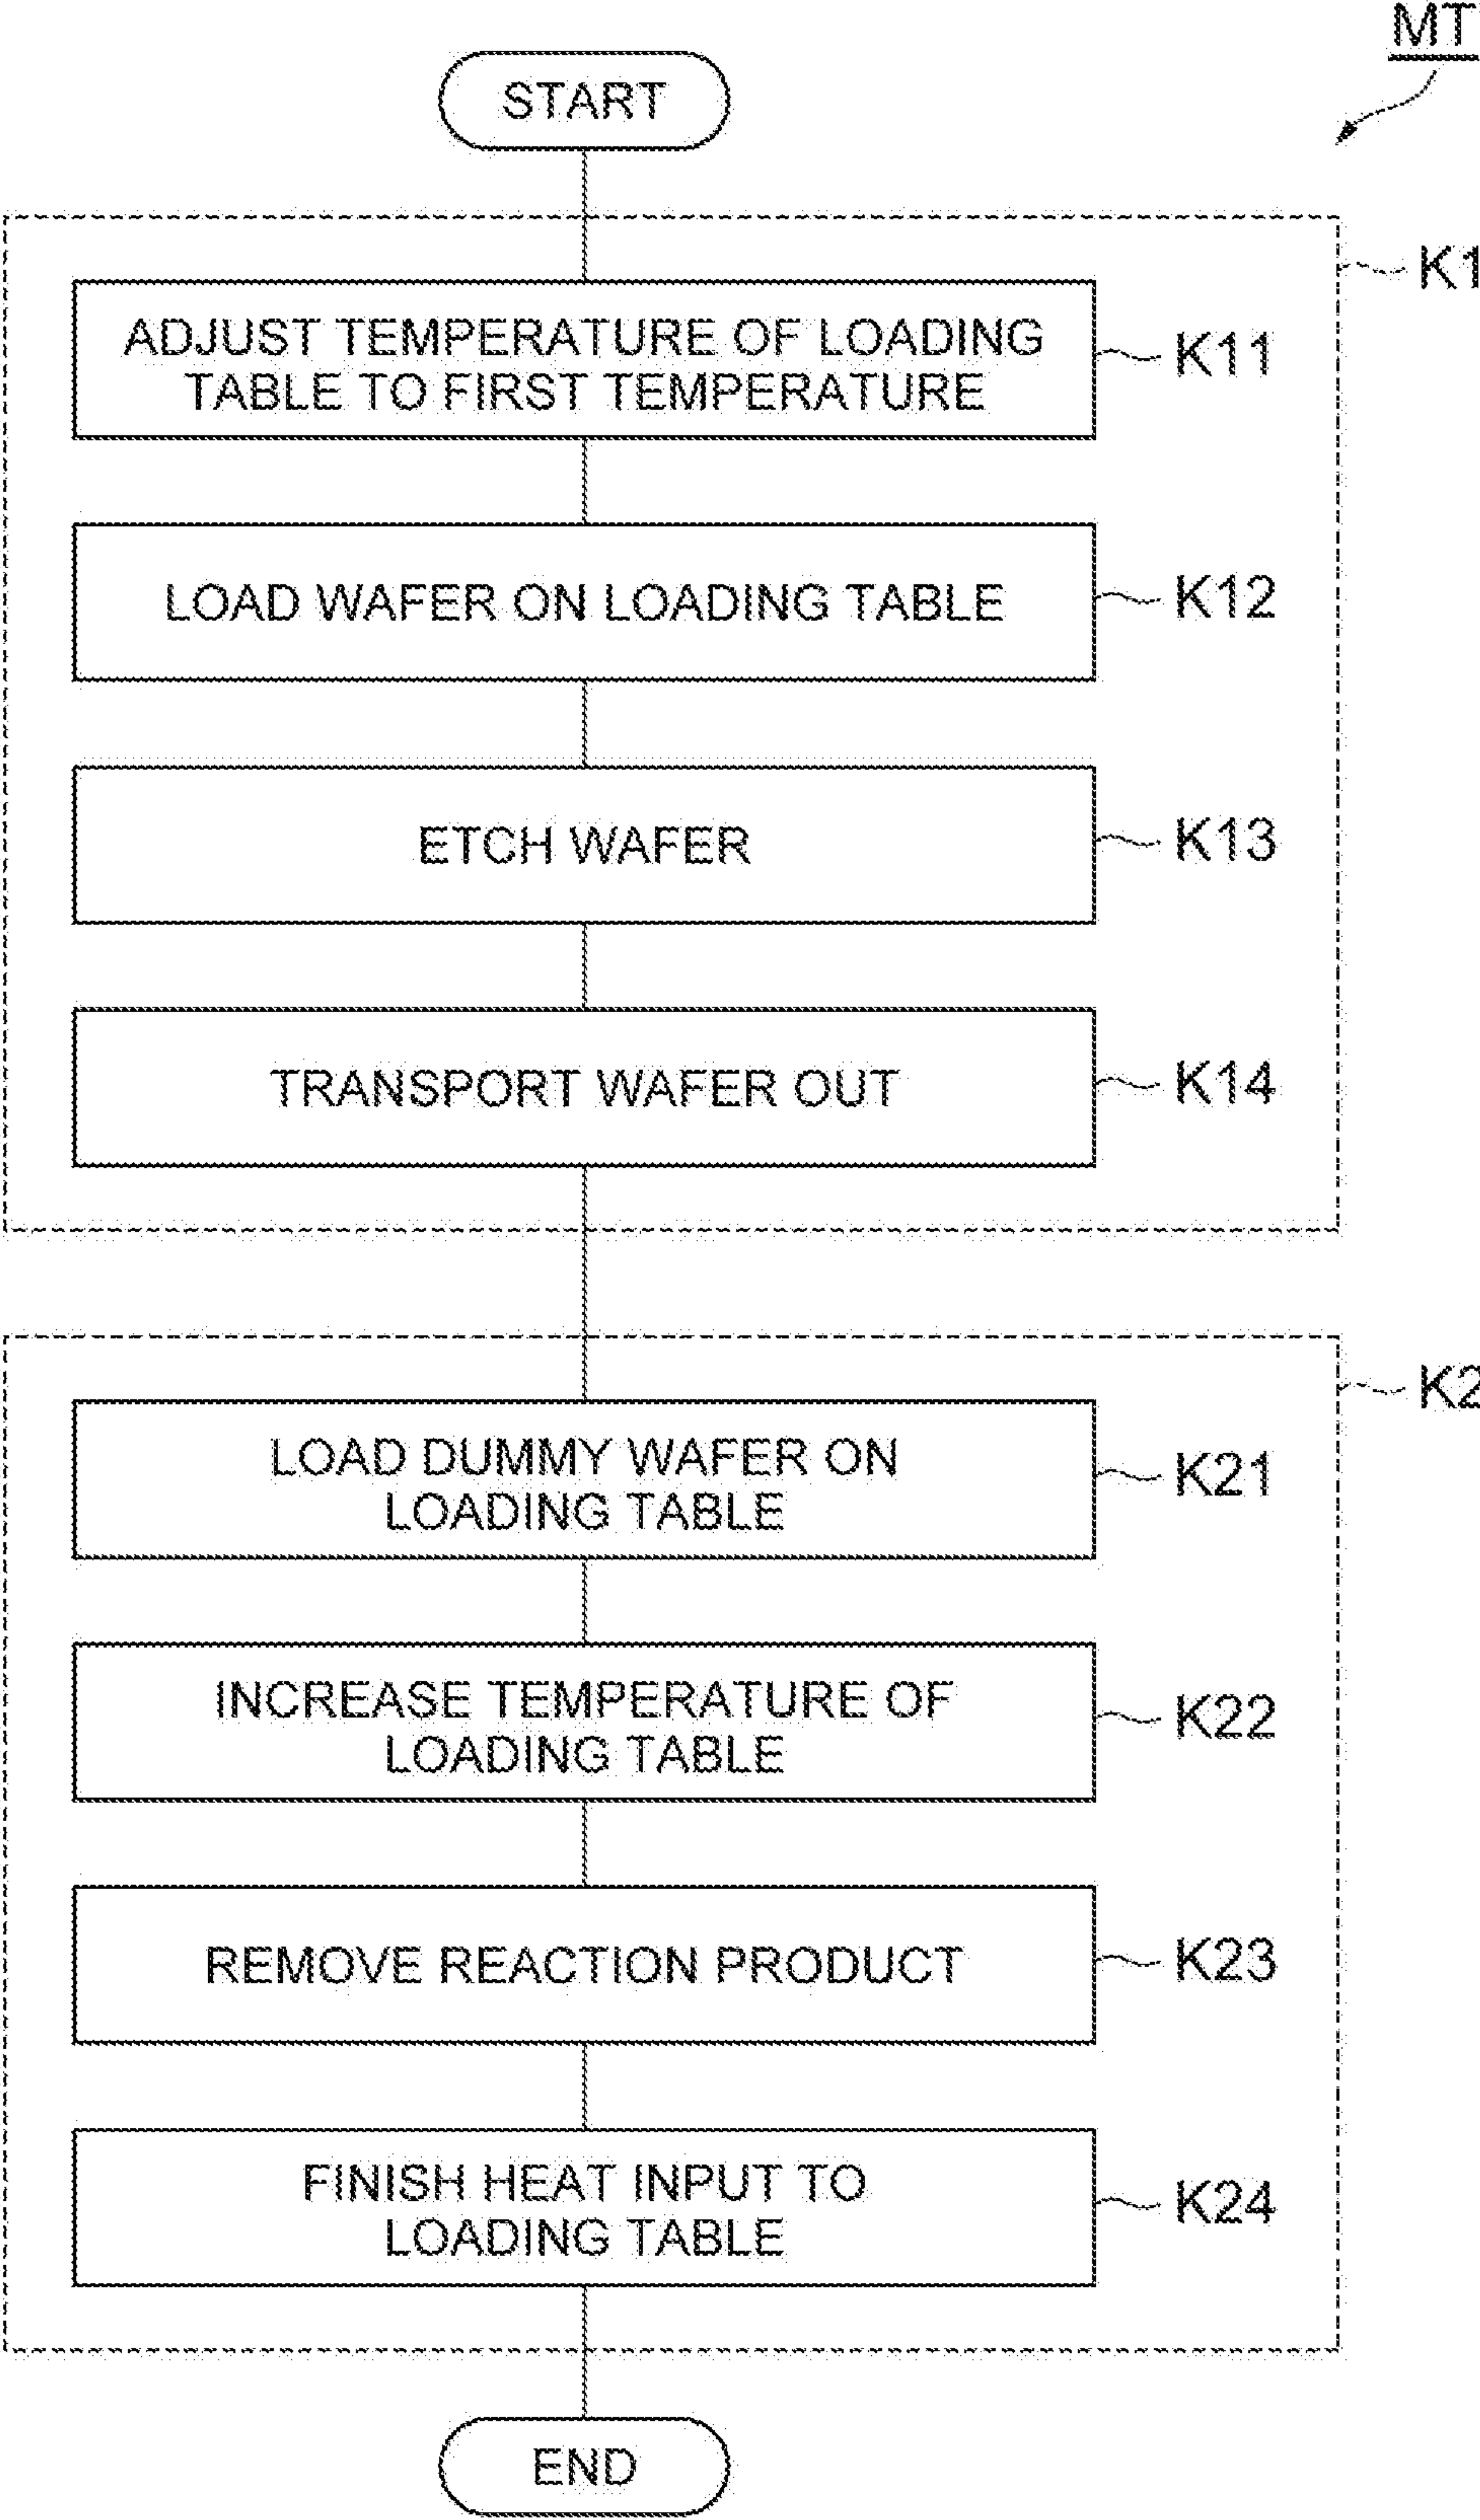 MT
START
K1
ADJUST TEMPERATURE OF LOADING
TABLE TO FIRST TEMPERATURE
K11
LOAD WAFER ON LOADING TABLE
K12
ETCH WAFER
K13
TRANSPORT WAFER OUT
K14
K2
LOAD DUMMY WAFER ON
LOADING TABLE
K21
INCREASE TEMPERATURE OF
LOADING TABLE
K22
REMOVE REACTION PRODUCT
K23
FINISH HEAT INPUT TO
LOADING TABLE
K24
END